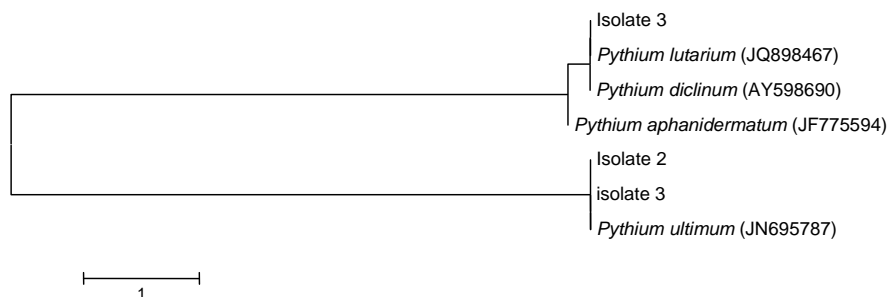 Isolate 3
Pythium lutarium (JQ898467)
Pythium diclinum (AY598690)
Pythium aphanidermatum (JF775594)
Isolate 2
isolate 3
Pythium ultimum (JN695787)
1